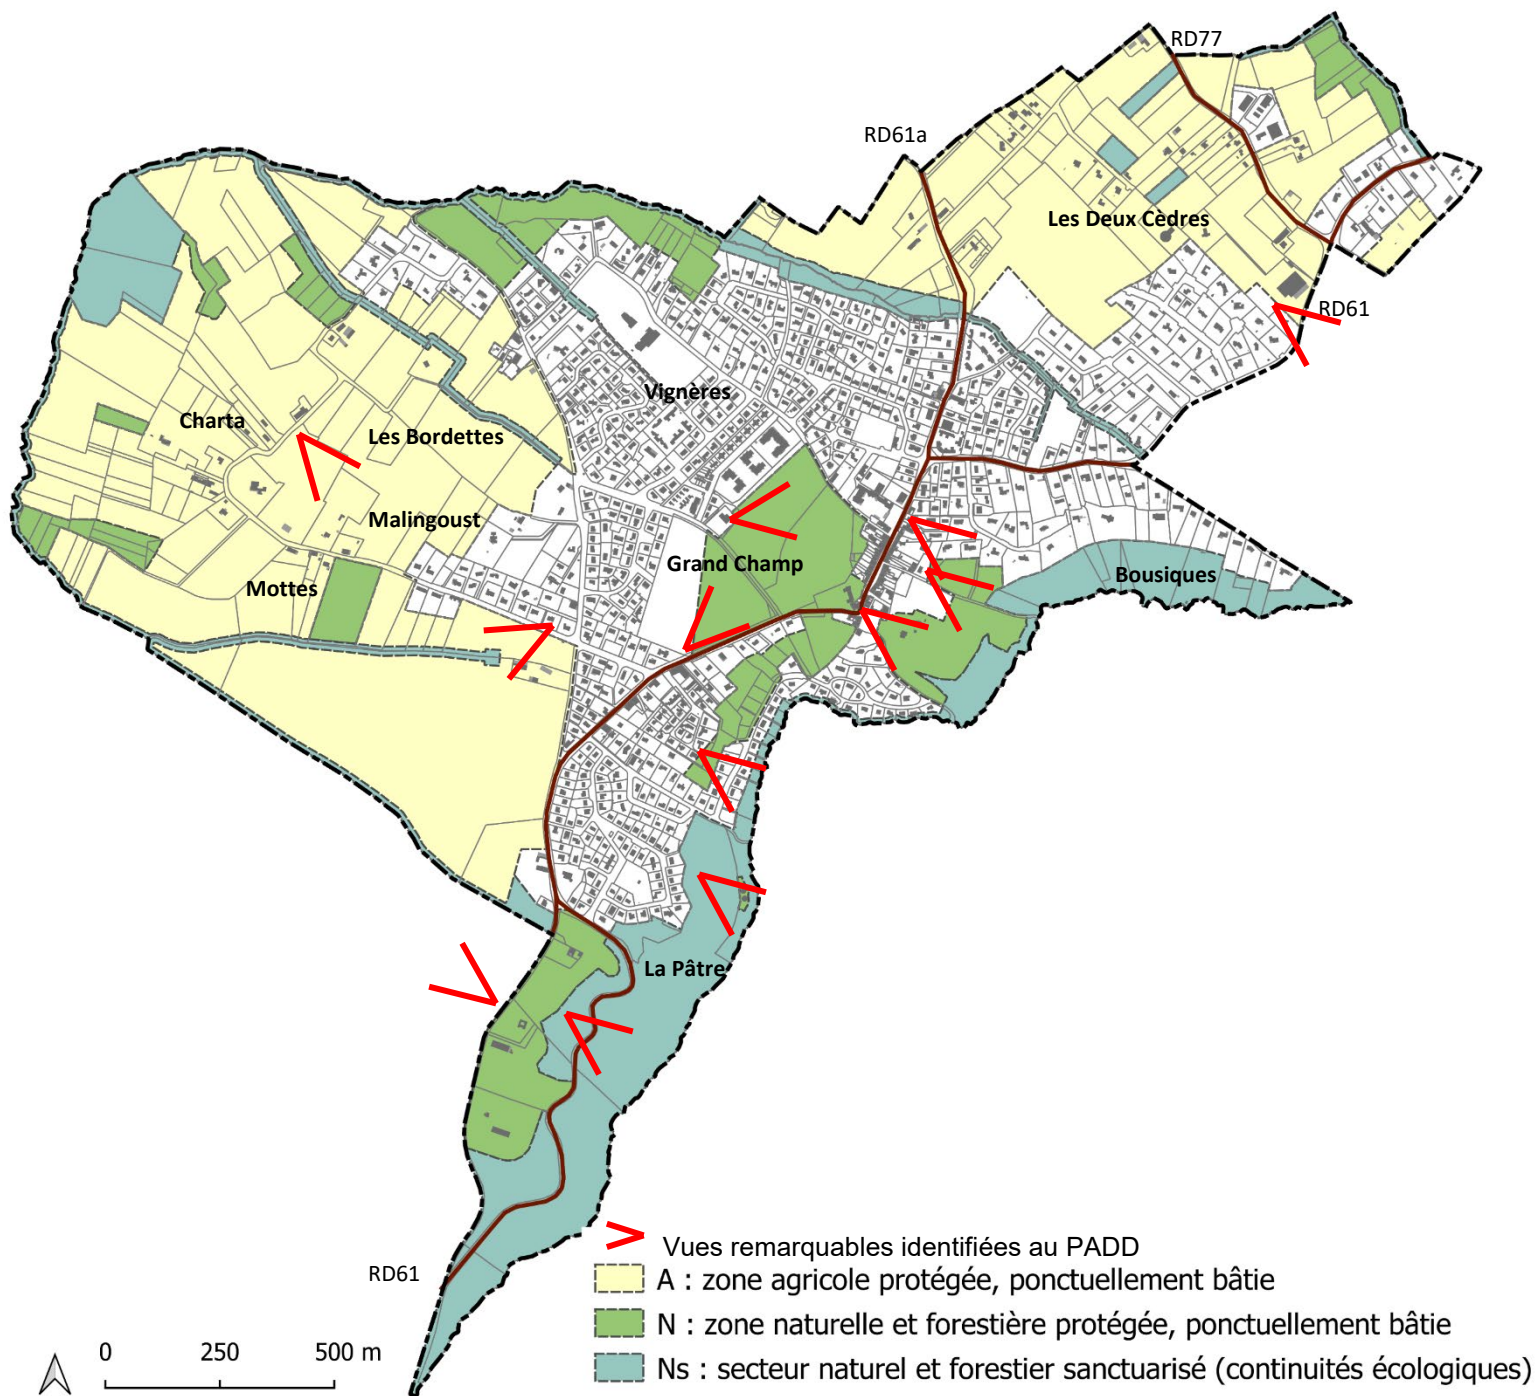 RD77
RD61a
Les Deux Cèdres
RD61
Vignères
Charta
Les Bordettes
Malingoust
Grand Champ
Bousiques
Mottes
La Pâtre
RD61
Vues remarquables identifiées au PADD
A : zone agricole protégée, ponctuellement bâtie
N : zone naturelle et forestière protégée, ponctuellement bâtie
Ns : secteur naturel et forestier sanctuarisé (continuités écologiques)
0 250 500 m